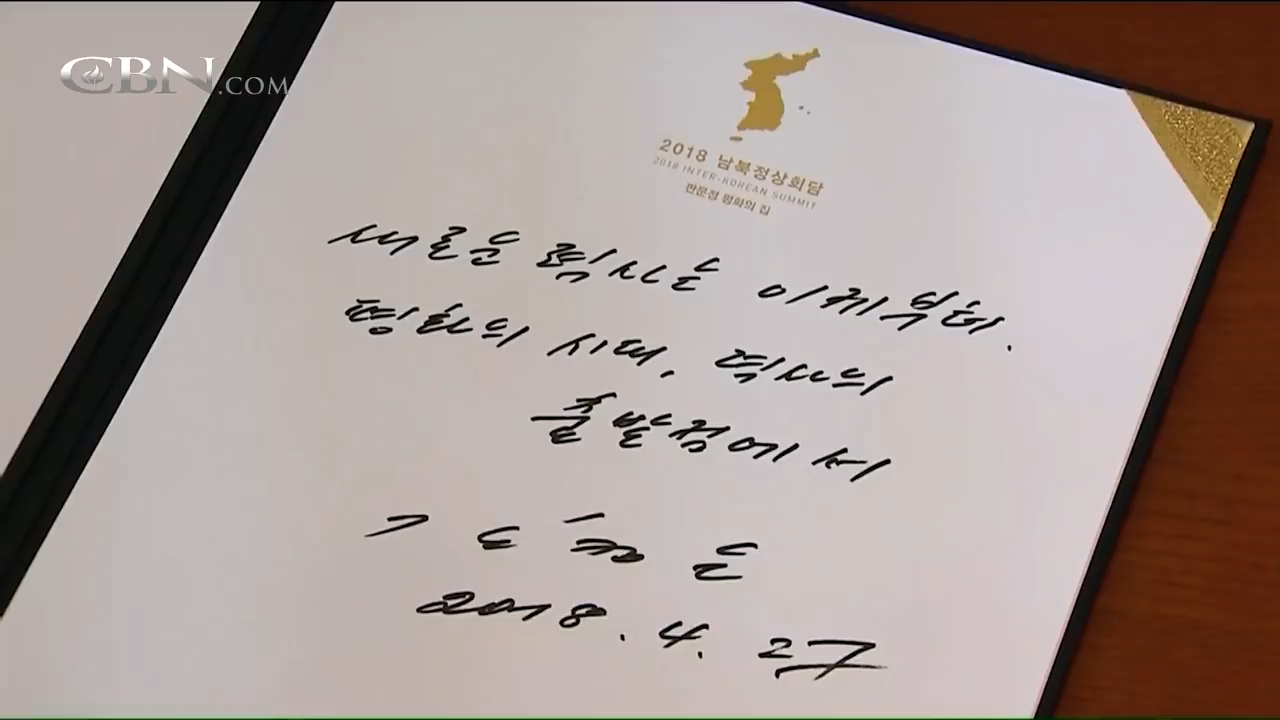 CBN.COM
2018 남북정상회담
2018 INTER-KOREAN SUMMIT
판문점 평화의 집
새로운 력사는 이제부터.
평화의 시대, 력사의
출발점에서
김정은
2018.4.27